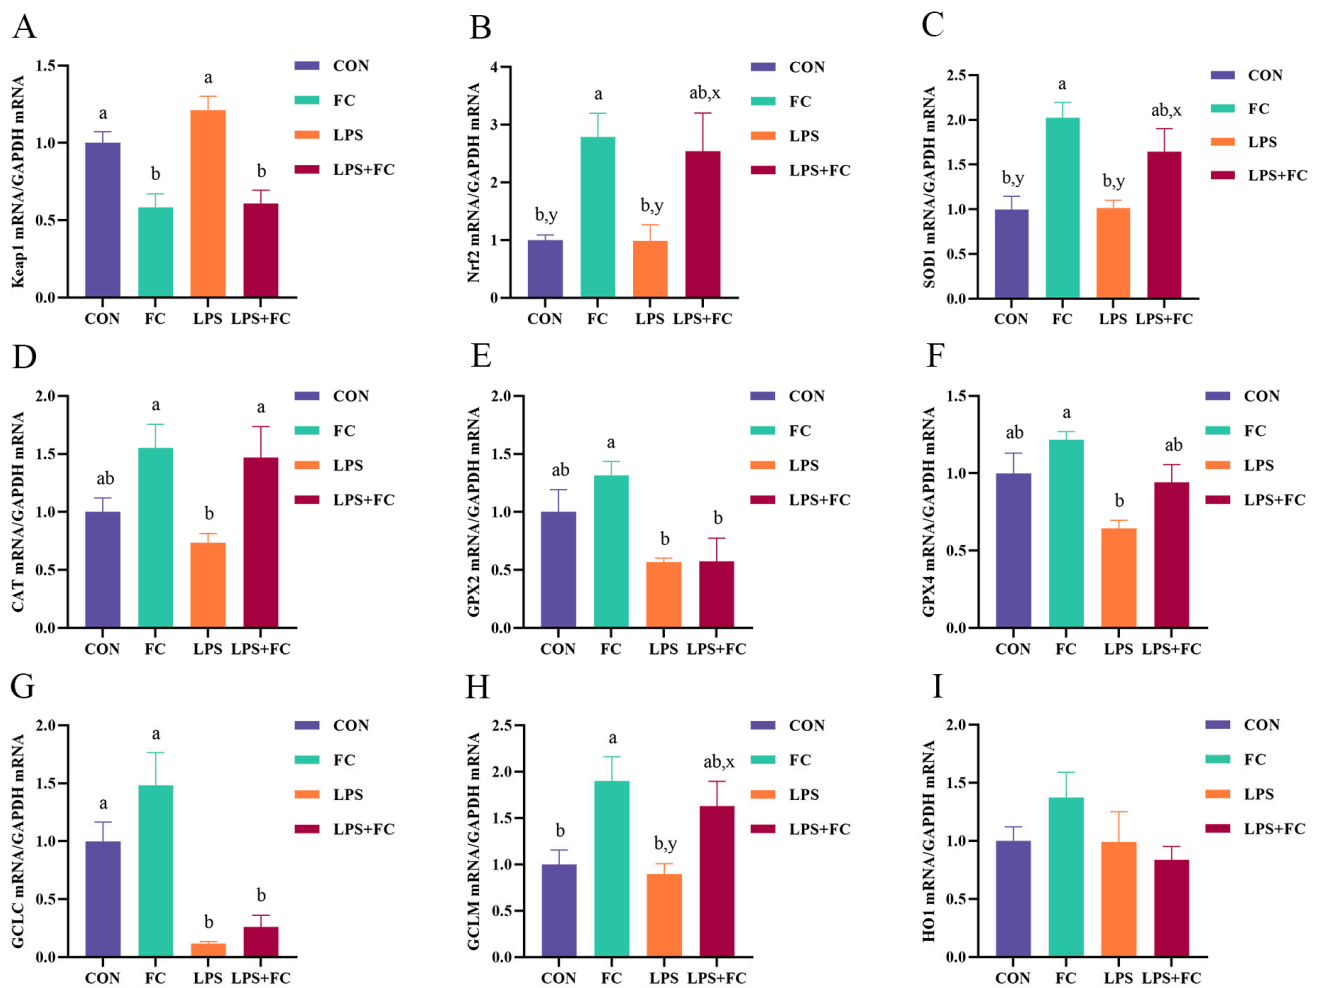 A
Keap1 mRNA/GAPDH mRNA
1.5
1.0
0.5
0.0
a
b
a
b
CON
FC
LPS
LPS+FC
CON
FC
LPS
LPS+FC
B
Nrf2 mRNA/GAPDH mRNA
4
3
2
1
0
b,y
a
b,y
ab,x
CON
FC
LPS
LPS+FC
CON
FC
LPS
LPS+FC
C
SOD1 mRNA/GAPDH mRNA
2.5
2.0
1.5
1.0
0.5
0.0
b,y
a
b,y
ab,x
CON
FC
LPS
LPS+FC
CON
FC
LPS
LPS+FC
D
CAT mRNA/GAPDH mRNA
2.0
1.5
1.0
0.5
0.0
ab
a
b
a
CON
FC
LPS
LPS+FC
CON
FC
LPS
LPS+FC
E
GPX2 mRNA/GAPDH mRNA
2.0
1.5
1.0
0.5
0.0
ab
a
b
b
CON
FC
LPS
LPS+FC
CON
FC
LPS
LPS+FC
F
GPX4 mRNA/GAPDH mRNA
1.5
1.0
0.5
0.0
ab
a
b
ab
CON
FC
LPS
LPS+FC
CON
FC
LPS
LPS+FC
G
GCLC mRNA/GAPDH mRNA
2.0
1.5
1.0
0.5
0.0
a
a
b
b
CON
FC
LPS
LPS+FC
CON
FC
LPS
LPS+FC
H
GCLM mRNA/GAPDH mRNA
2.5
2.0
1.5
1.0
0.5
0.0
b
a
b,y
ab,x
CON
FC
LPS
LPS+FC
CON
FC
LPS
LPS+FC
I
HO1 mRNA/GAPDH mRNA
2.0
1.5
1.0
0.5
0.0
CON
FC
LPS
LPS+FC
CON
FC
LPS
LPS+FC